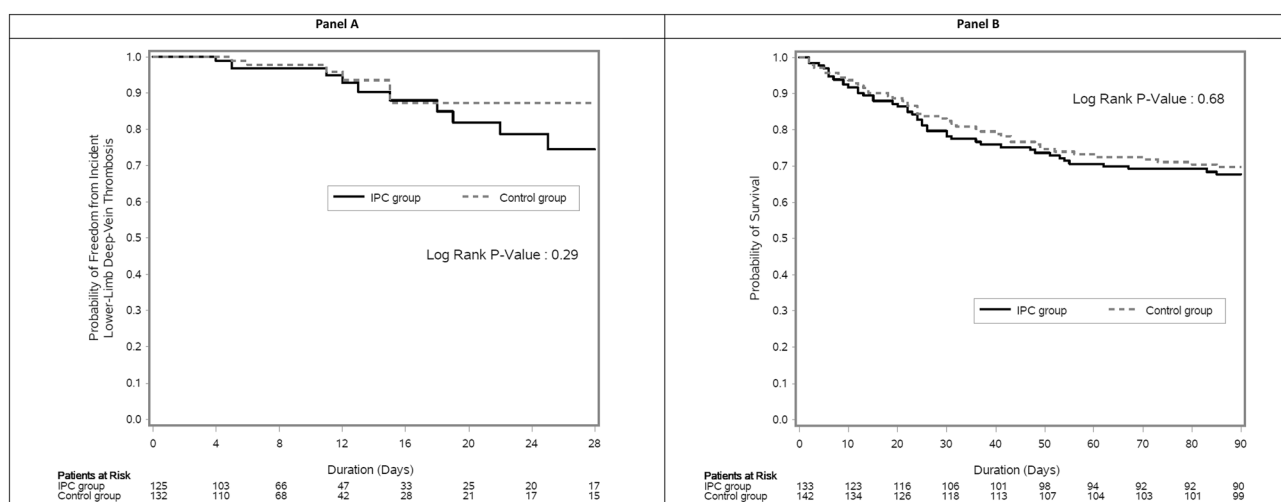 Panel A
Probability of Freedom from Incident
Lower-Limb Deep-Vein Thrombosis
1.0
0.9
0.8
0.7
0.6
0.5
0.4
0.3
0.2
0.1
0.0
IPC group Control group
Log Rank P-Value : 0.29
0 4 8 12 16 20 24 28
Duration (Days)
Patients at Risk
IPC group 125 103 66 47 33 25 20 17
Control group 132 110 68 42 28 21 17 15
Panel B
Probability of Survival
1.0
0.9
0.8
0.7
0.6
0.5
0.4
0.3
0.2
0.1
0.0
Log Rank P-Value : 0.68
IPC group Control group
0 10 20 30 40 50 60 70 80 90
Duration (Days)
Patients at Risk
IPC group 133 123 116 106 101 98 94 92 92 90
Control group 142 134 126 118 113 107 104 103 101 99